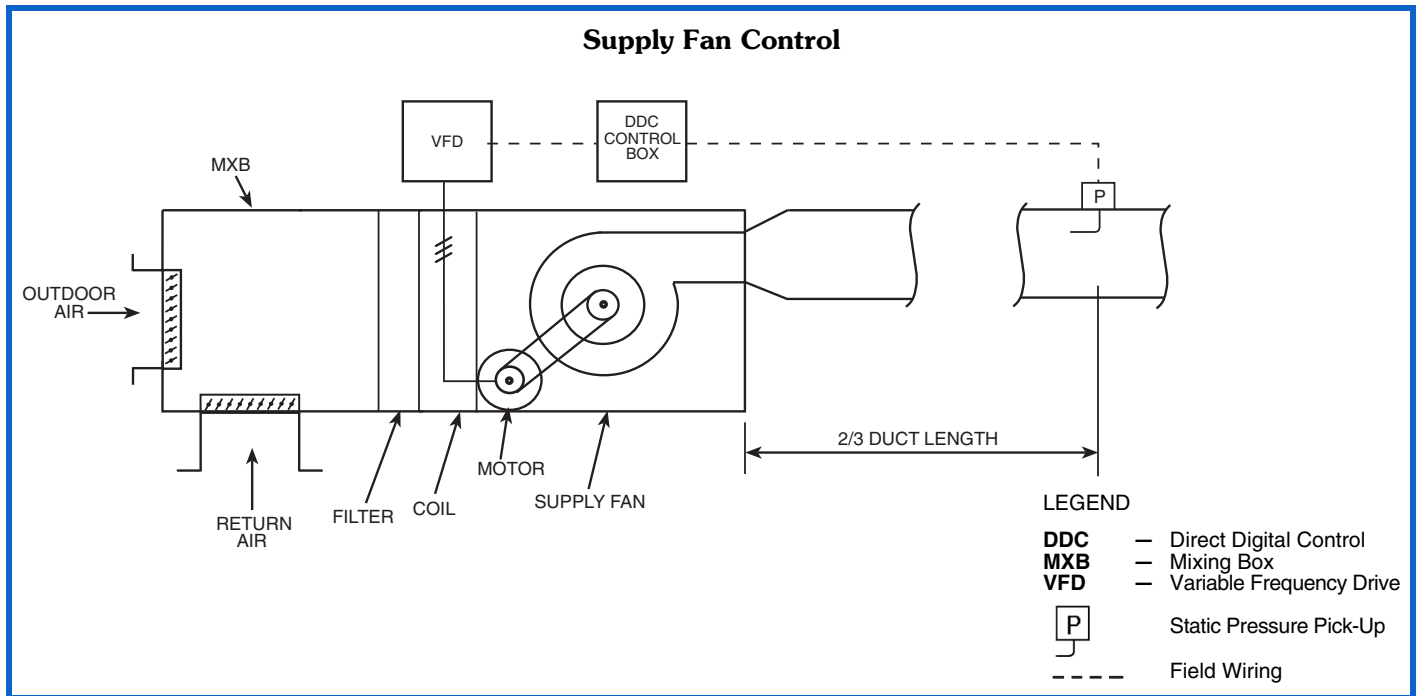 Supply Fan Control
VFD
DDC
CONTROL
BOX
MXB
P
OUTDOOR
AIR
2/3 DUCT LENGTH
MOTOR
SUPPLY FAN
COIL
FILTER
RETURN
AIR
LEGEND
DDC — Direct Digital Control
MXB — Mixing Box
VFD — Variable Frequency Drive
P Static Pressure Pick-Up
Field Wiring